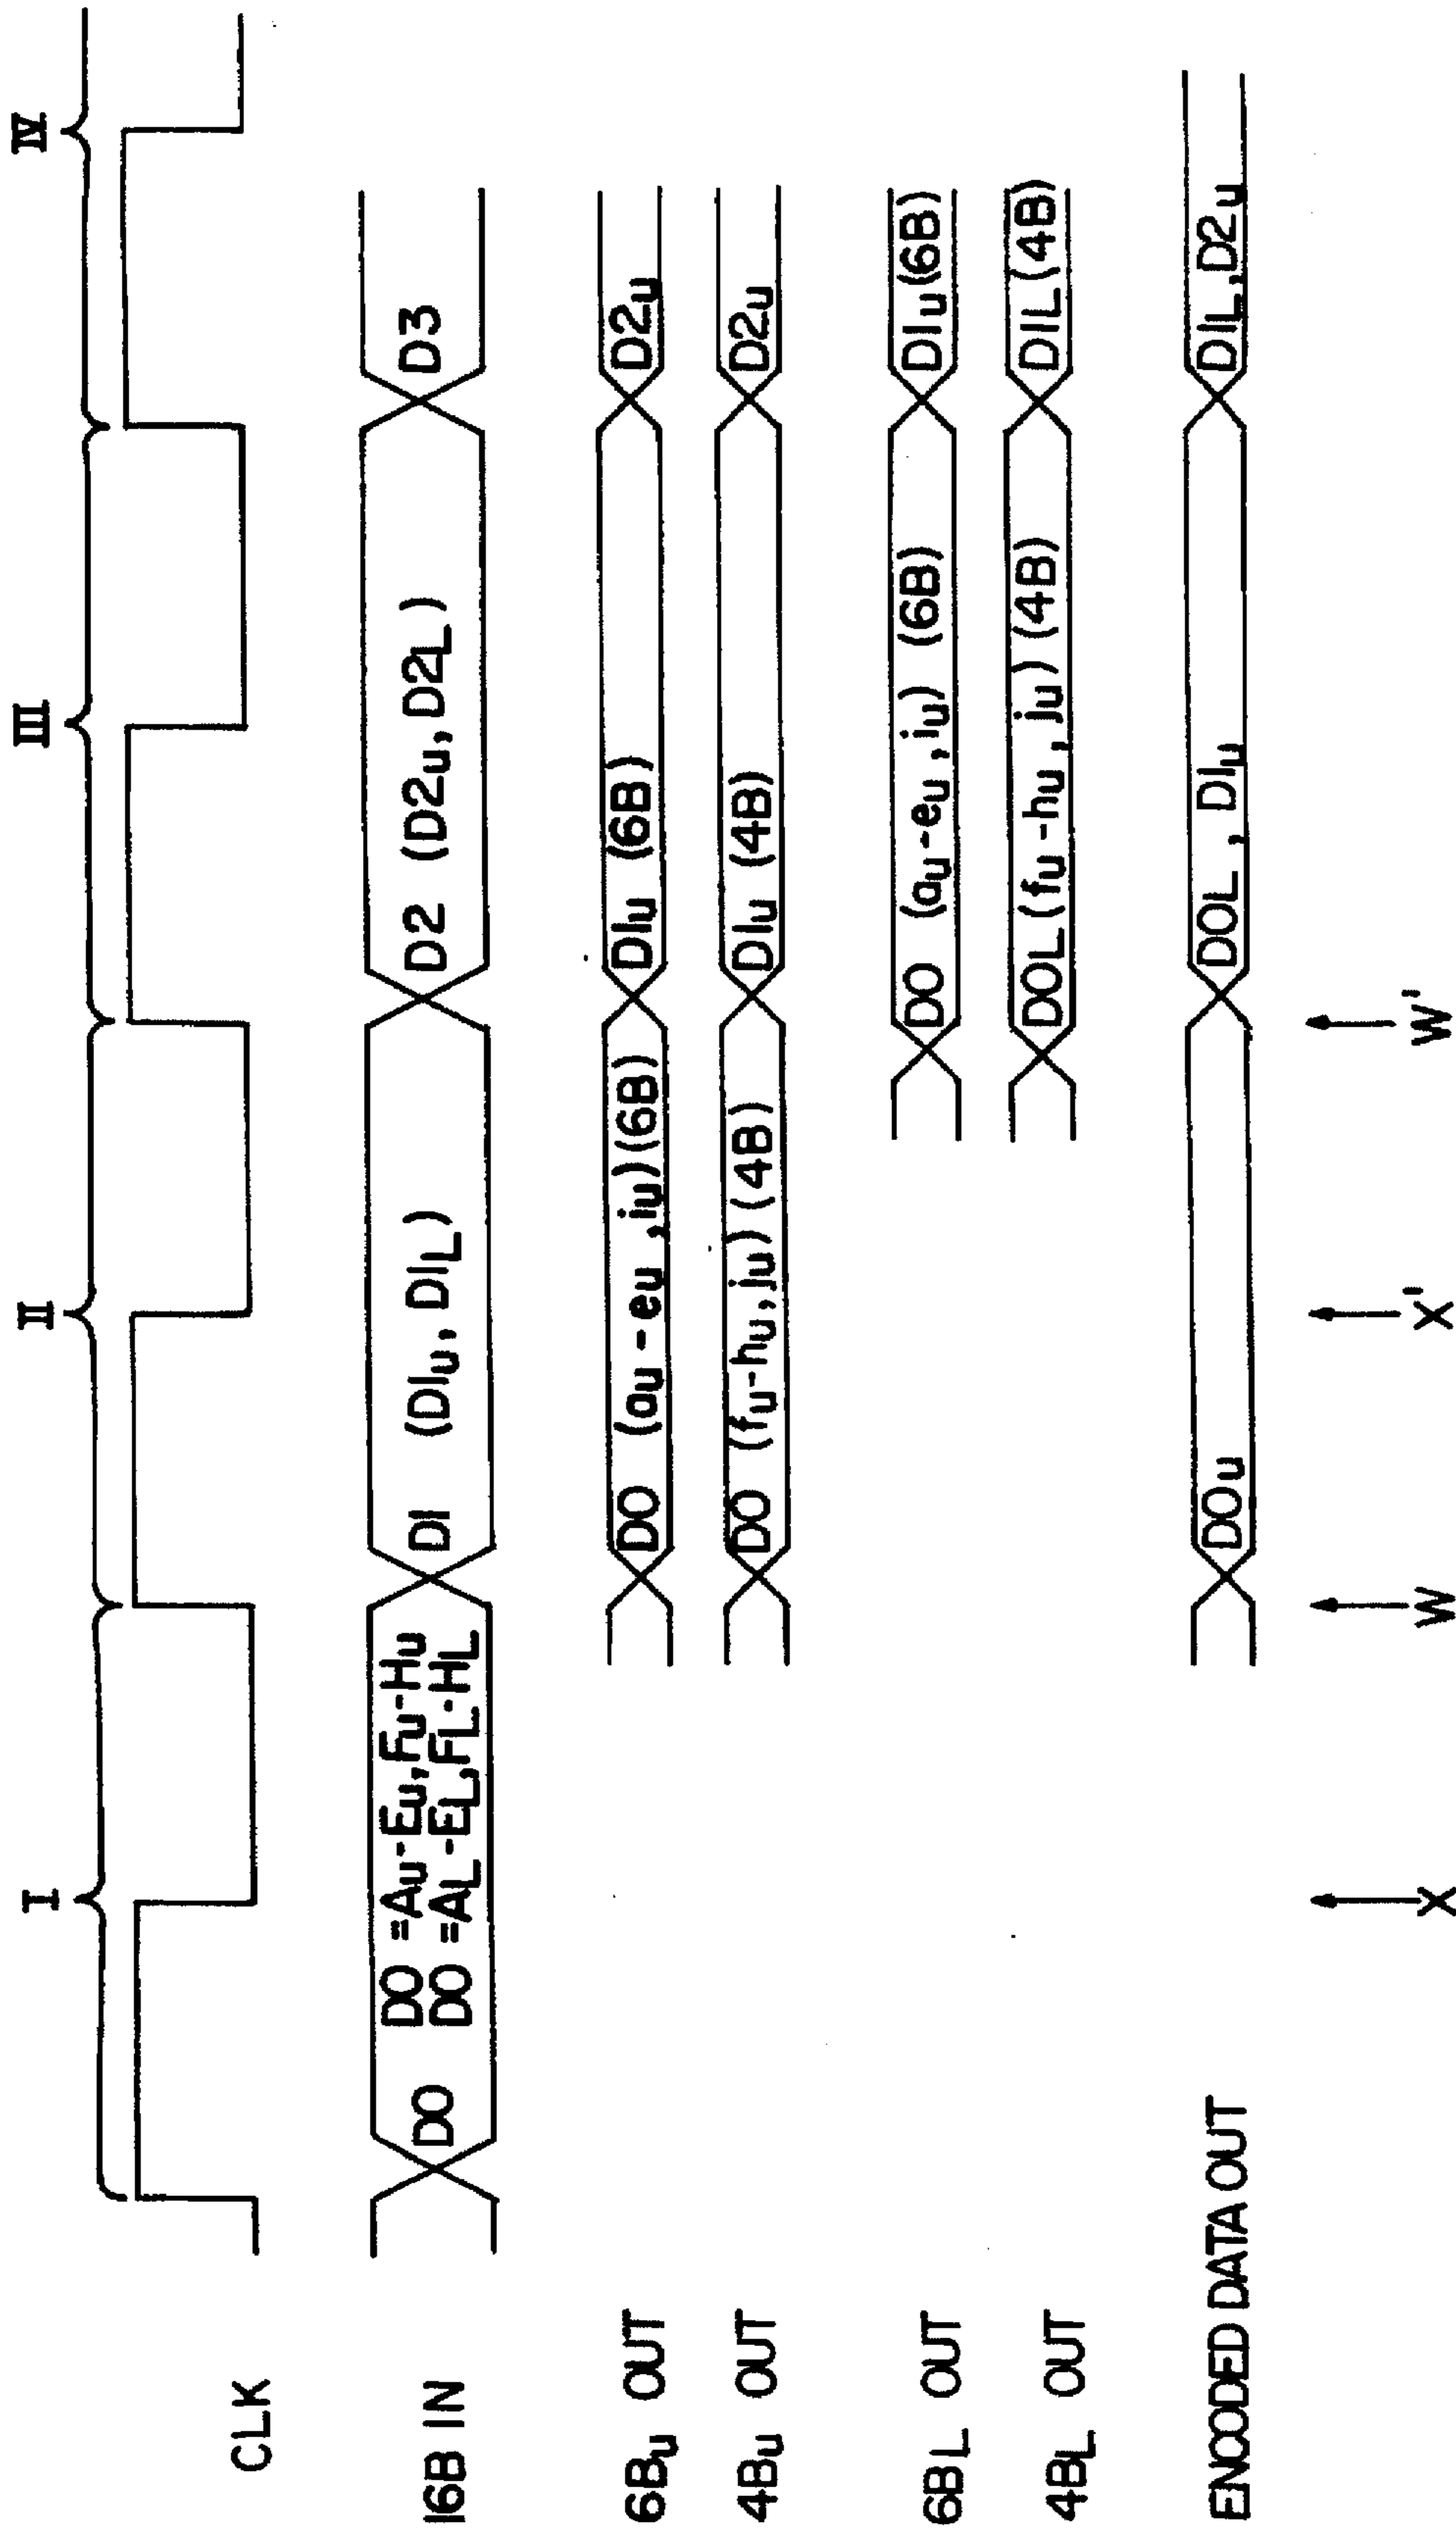 I II III IV
CLK
16B IN DO DO =Au-Eu,Fu-Hu DI (DIu, DIL) D2 (D2u,D2L) D3
DO =AL-EL,FL-HL
6Bu OUT DO (au-eu,iu)(6B) DIu (6B) D2u
4Bu OUT DO (fu-hu,ju)(4B) DIu (4B) D2u
6BL OUT DO (au-eu,iu) (6B) DIu(6B)
4BL OUT DOL(fu-hu,ju)(4B) DIL(4B)
ENCODED DATA OUT DOu DOL, DIu DIL,D2u
X W X' W'